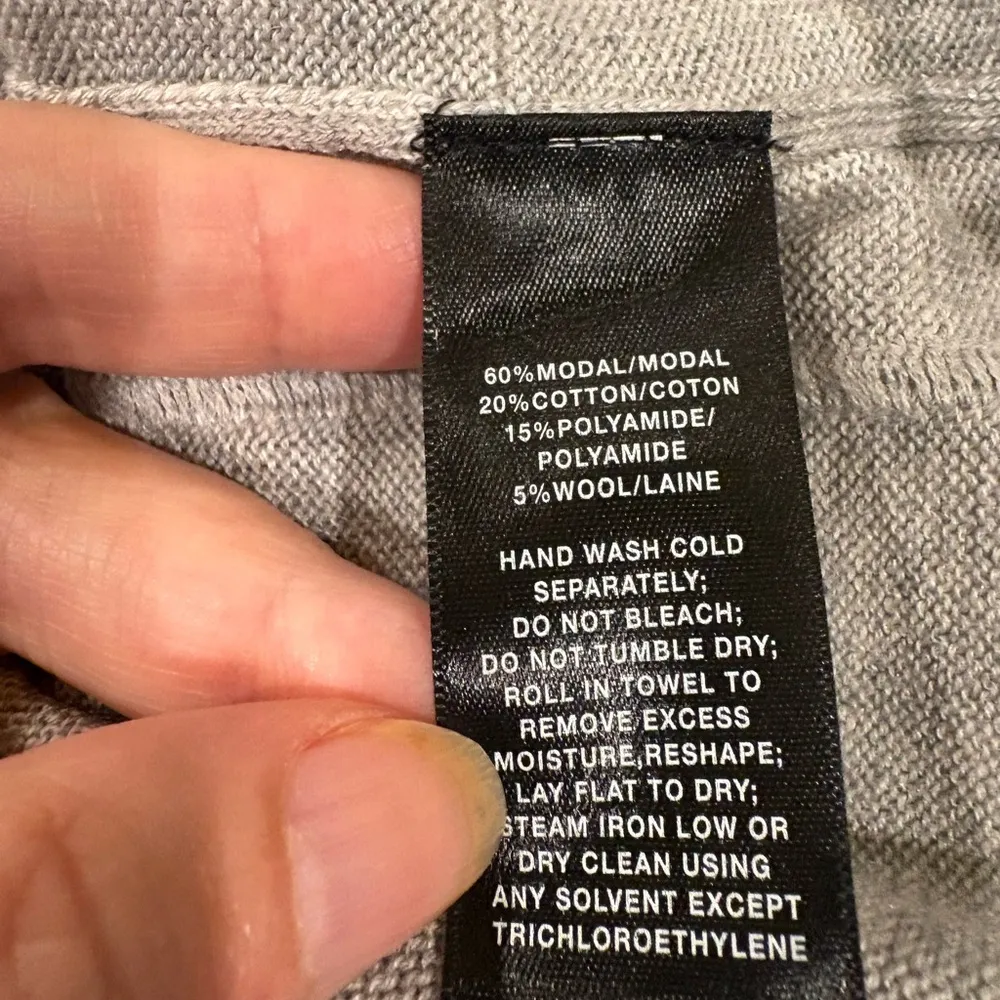 60%MODAL/MODAL
20%COTTON/COTON
15%POLYAMIDE/
POLYAMIDE
5%WOOL/LAINE
HAND WASH COLD
SEPARATELY;
DO NOT BLEACH;
DO NOT TUMBLE DRY;
ROLL IN TOWEL TO
REMOVE EXCESS
MOISTURE,RESHAPE;
LAY FLAT TO DRY;
STEAM IRON LOW OR
DRY CLEAN USING
ANY SOLVENT EXCEPT
TRICHLOROETHYLENE